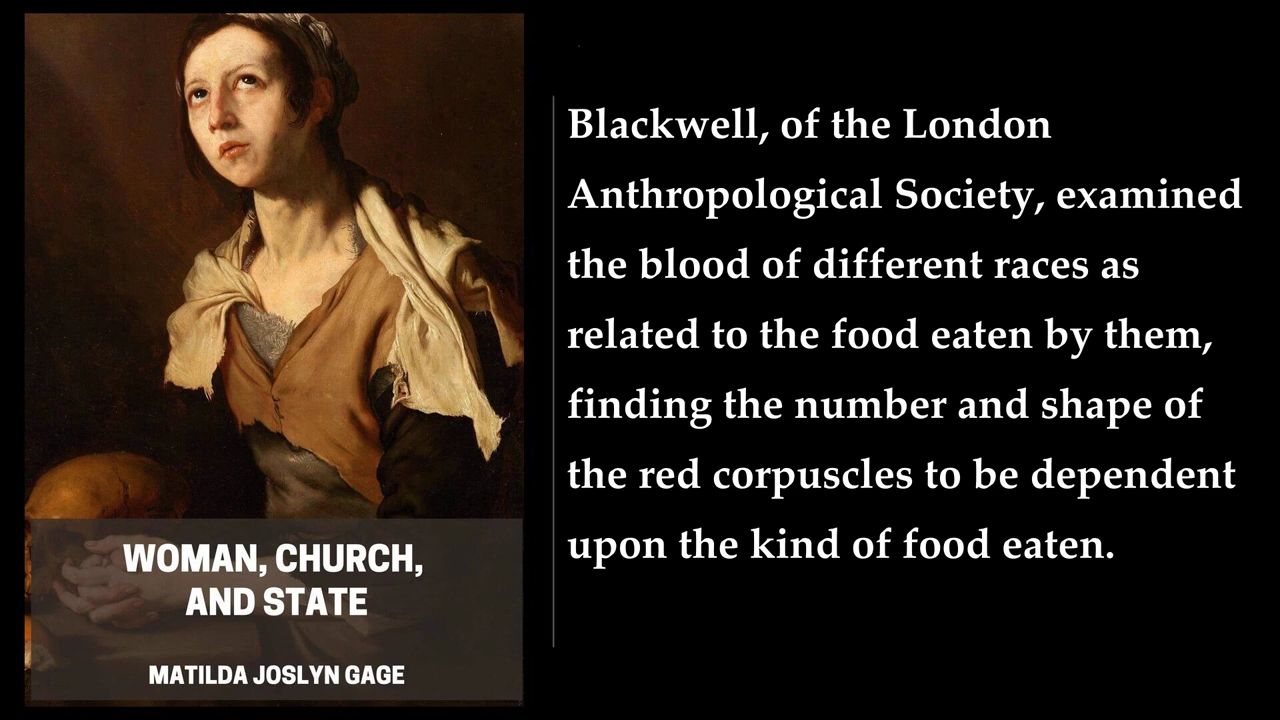 WOMAN, CHURCH,
AND STATE
MATILDA JOSLYN GAGE
Blackwell, of the London
Anthropological Society, examined
the blood of different races as
related to the food eaten by them,
finding the number and shape of
the red corpuscles to be dependent
upon the kind of food eaten.